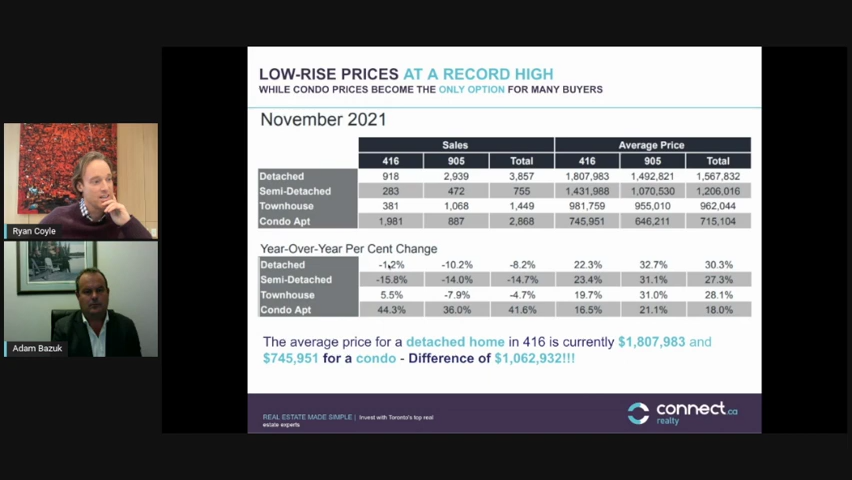 Ryan Coyle
Adam Bazuk
LOW-RISE PRICES AT A RECORD HIGH
WHILE CONDO PRICES BECOME THE ONLY OPTION FOR MANY BUYERS
November 2021
Sales Average Price
416 905 Total 416 905 Total
Detached 918 2,939 3,857 1,807,983 1,492,821 1,567,832
Semi-Detached 283 472 755 1,431,988 1,070,530 1,206,016
Townhouse 381 1,068 1,449 981,759 955,010 962,044
Condo Apt 1,981 887 2,868 745,951 646,211 715,104
Year-Over-Year Per Cent Change
Detached -1.2% -10.2% -8.2% 22.3% 32.7% 30.3%
Semi-Detached -15.8% -14.0% -14.7% 23.4% 31.1% 27.3%
Townhouse 5.5% -7.9% -4.7% 19.7% 31.0% 28.1%
Condo Apt 44.3% 36.0% 41.6% 16.5% 21.1% 18.0%
The average price for a detached home in 416 is currently $1,807,983 and
$745,951 for a condo - Difference of $1,062,932!!!
REAL ESTATE MADE SIMPLE | Invest with Toronto's top real
estate experts
connect.ca
realty